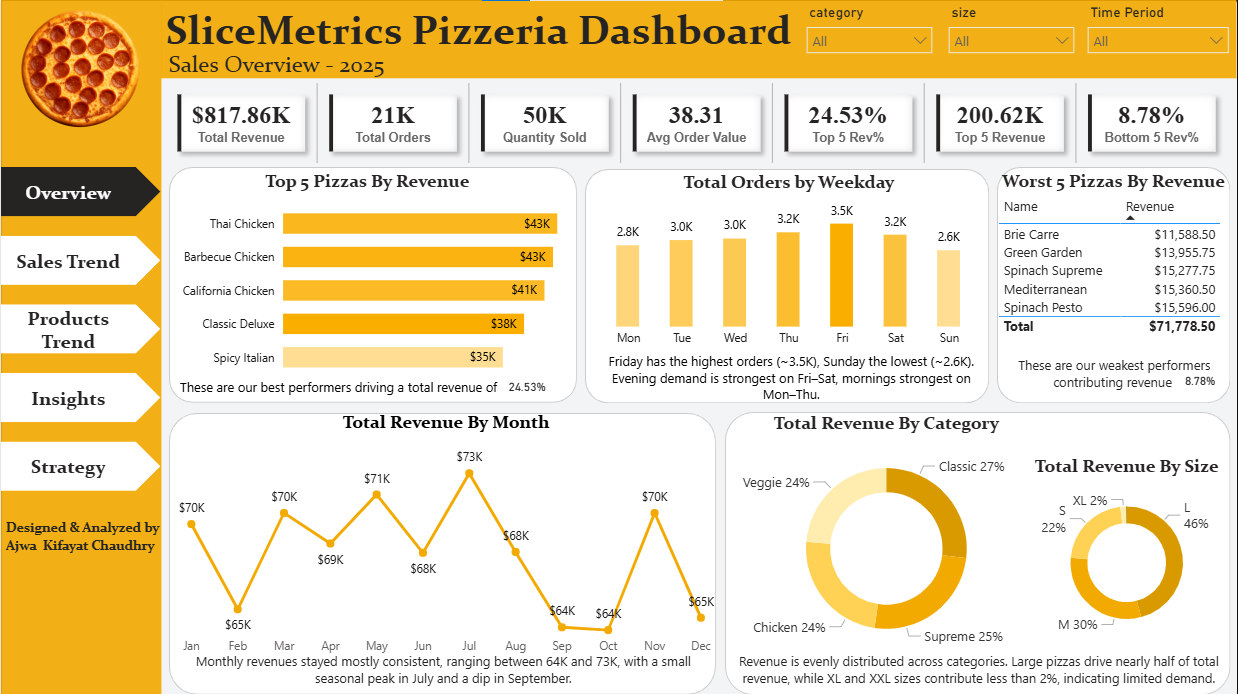 SliceMetrics Pizzeria Dashboard
Sales Overview - 2025
category
All
size
All
Time Period
All
$817.86K
Total Revenue
21K
Total Orders
50K
Quantity Sold
38.31
Avg Order Value
24.53%
Top 5 Rev%
200.62K
Top 5 Revenue
8.78%
Bottom 5 Rev%
Overview
Sales Trend
Products
Trend
Insights
Strategy
Designed & Analyzed by
Ajwa Kifayat Chaudhry
Top 5 Pizzas By Revenue
Thai Chicken $43K
Barbecue Chicken $43K
California Chicken $41K
Classic Deluxe $38K
Spicy Italian $35K
These are our best performers driving a total revenue of 24.53%
Total Orders by Weekday
2.8K 3.0K 3.0K 3.2K 3.5K 3.2K 2.6K
Mon Tue Wed Thu Fri Sat Sun
Friday has the highest orders (~3.5K), Sunday the lowest (~2.6K).
Evening demand is strongest on Fri–Sat, mornings strongest on
Mon–Thu.
Worst 5 Pizzas By Revenue
Name Revenue
Brie Carre $11,588.50
Green Garden $13,955.75
Spinach Supreme $15,277.75
Mediterranean $15,360.50
Spinach Pesto $15,596.00
Total $71,778.50
These are our weakest performers
contributing revenue 8.78%
Total Revenue By Month
$70K $65K $70K $69K $71K $68K $73K $68K $64K $64K $70K $65K
Jan Feb Mar Apr May Jun Jul Aug Sep Oct Nov Dec
Monthly revenues stayed mostly consistent, ranging between 64K and 73K, with a small
seasonal peak in July and a dip in September.
Total Revenue By Category
Classic 27%
Veggie 24%
Chicken 24%
Supreme 25%
Total Revenue By Size
XL 2%
L
46%
S
22%
M 30%
Revenue is evenly distributed across categories. Large pizzas drive nearly half of total
revenue, while XL and XXL sizes contribute less than 2%, indicating limited demand.